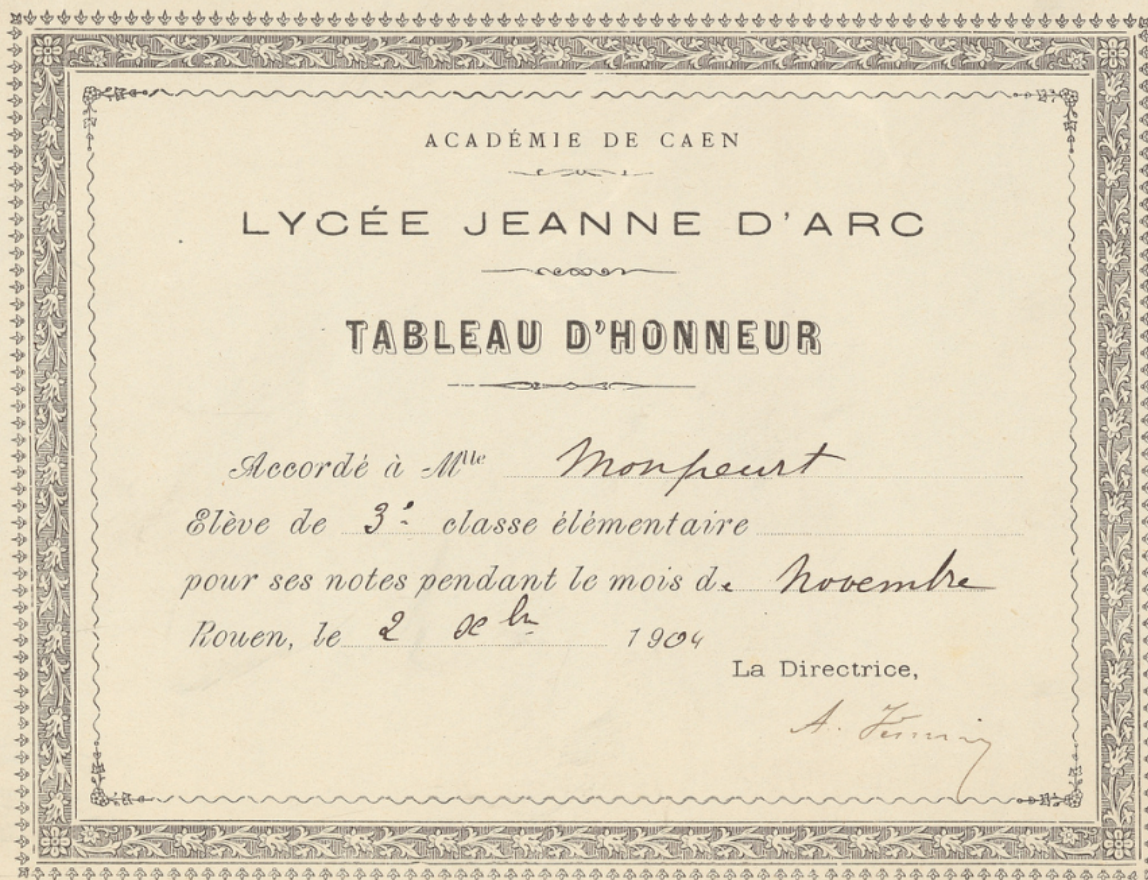 ACADÉMIE DE CAEN
LYCÉE JEANNE D'ARC
TABLEAU D'HONNEUR
Accordé à Mlle Monpeurt
Elève de 3e classe élémentaire
pour ses notes pendant le mois de Novembre
Rouen, le 2 Xbre 1904
La Directrice,
A.